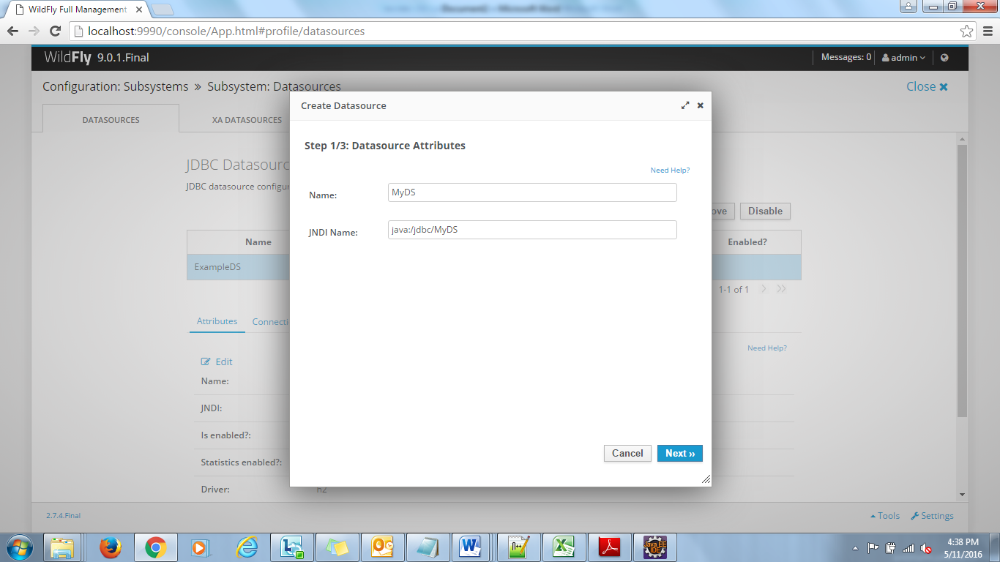 WildFly Full Management
localhost:9990/console/App.html#profile/datasources
WildFly 9.0.1.Final
Messages: 0
admin
Configuration: Subsystems » Subsystem: Datasources
Close
DATASOURCES
XA DATASOURCES
JDBC Datasourc
JDBC datasource configur
ove
Disable
Name
Enabled?
ExampleDS
1-1 of 1
Attributes
Connecti
Need Help?
Edit
Name:
JNDI:
Is enabled?:
Statistics enabled?:
Driver:
h2
Create Datasource
Step 1/3: Datasource Attributes
Need Help?
Name:
MyDS
JNDI Name:
java:/jdbc/MyDS
Cancel
Next »
2.7.4.Final
Tools
Settings
Java EE
IDE
4:38 PM
5/11/2016